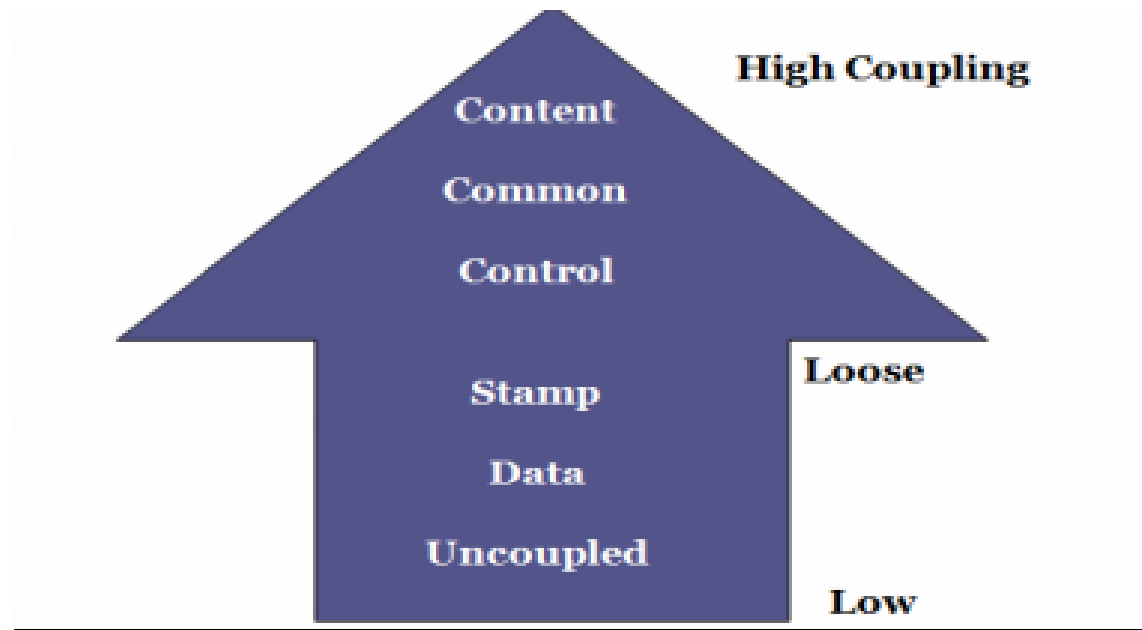 High Coupling
Content
Common
Control
Loose
Stamp
Data
Uncoupled
Low